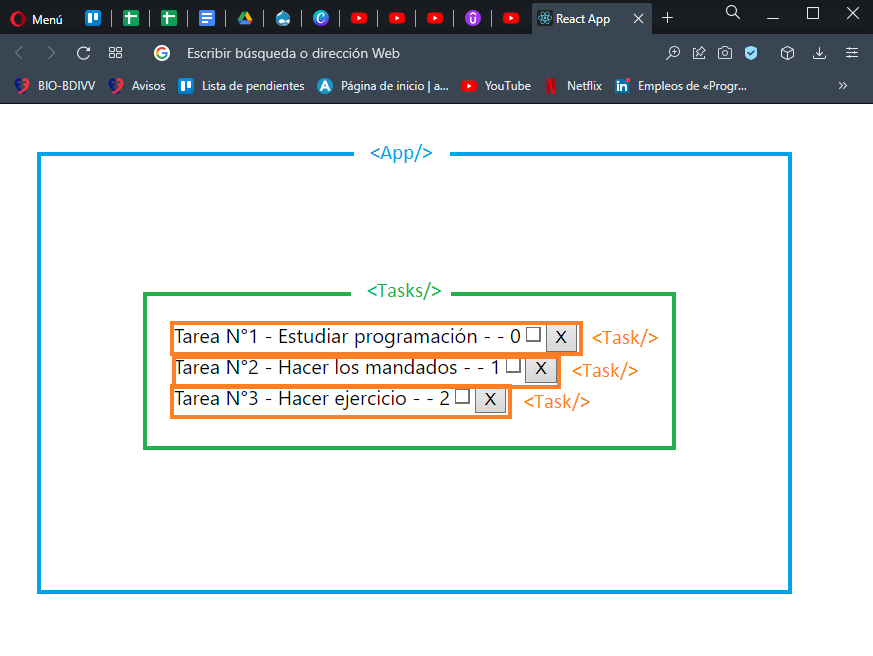 Menú
React App
Escribir búsqueda o dirección Web
BIO-BDIVV
Avisos
Lista de pendientes
Página de inicio | a...
YouTube
Netflix
Empleos de «Progr...
<App/>
<Tasks/>
Tarea N°1 - Estudiar programación - - 0 X <Task/>
Tarea N°2 - Hacer los mandados - - 1 X <Task/>
Tarea N°3 - Hacer ejercicio - - 2 X <Task/>